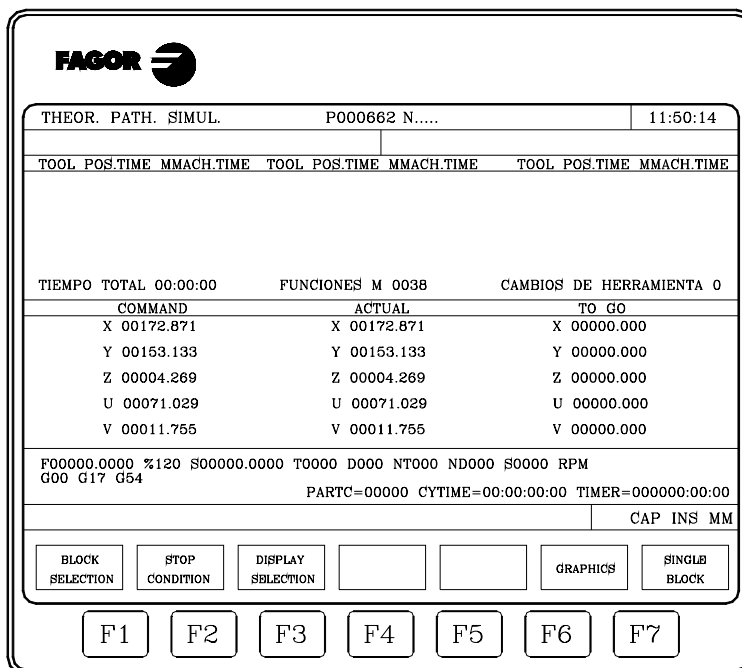 FAGOR
THEOR. PATH. SIMUL. P000662 N..... 11:50:14
TOOL POS.TIME MMACH.TIME TOOL POS.TIME MMACH.TIME TOOL POS.TIME MMACH.TIME
TIEMPO TOTAL 00:00:00 FUNCIONES M 0038 CAMBIOS DE HERRAMIENTA 0
COMMAND ACTUAL TO GO
X 00172.871 X 00172.871 X 00000.000
Y 00153.133 Y 00153.133 Y 00000.000
Z 00004.269 Z 00004.269 Z 00000.000
U 00071.029 U 00071.029 U 00000.000
V 00011.755 V 00011.755 V 00000.000
F00000.0000 %120 S00000.0000 T0000 D000 NT000 ND000 S0000 RPM
G00 G17 G54
PARTC=00000 CYTIME=00:00:00:00 TIMER=000000:00:00
CAP INS MM
BLOCK SELECTION
STOP CONDITION
DISPLAY SELECTION
GRAPHICS
SINGLE BLOCK
F1 F2 F3 F4 F5 F6 F7